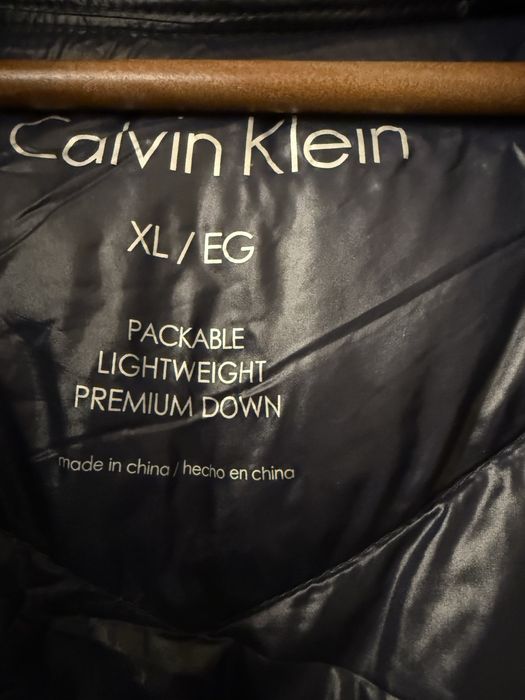 Calvin Klein
XL / EG
PACKABLE
LIGHTWEIGHT
PREMIUM DOWN
made in china / hecho en china